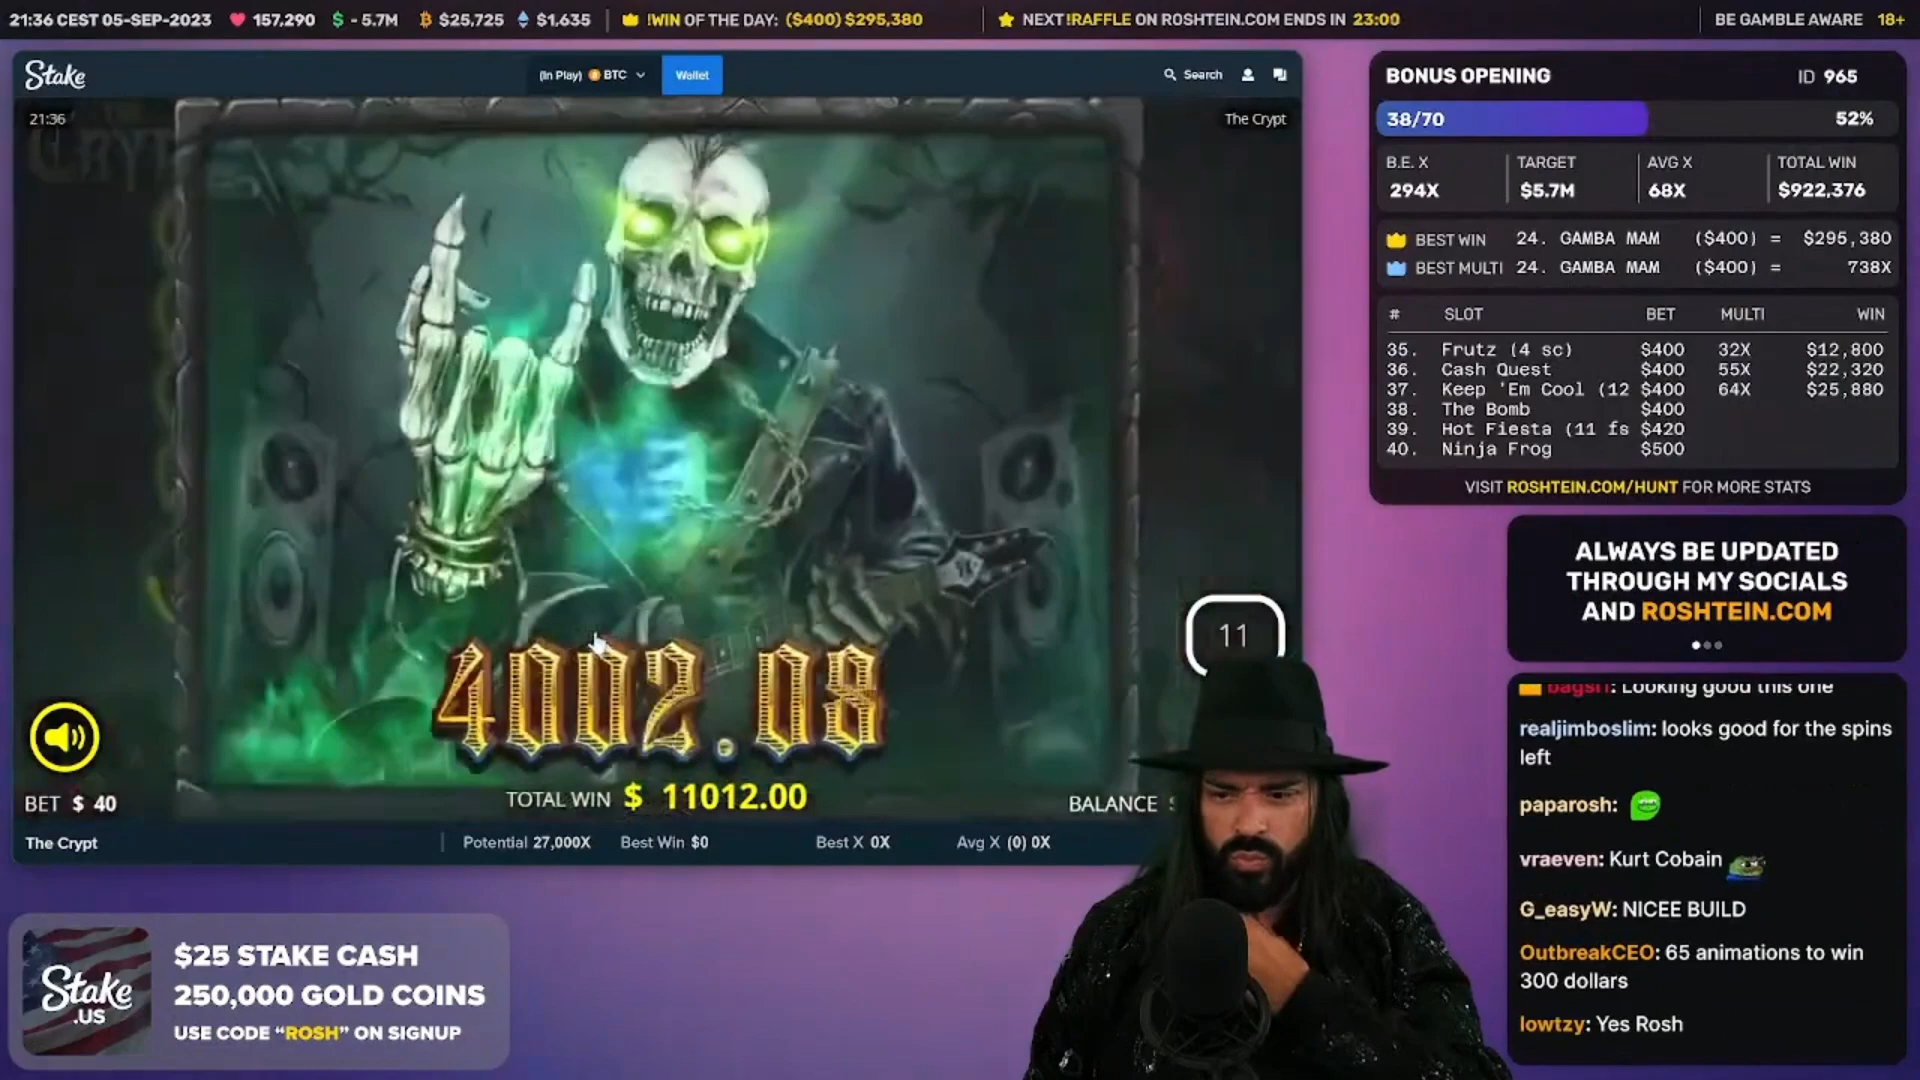 21:36 CEST 05-SEP-2023 157,290 $ - 5.7M $25,725 $1,635 !WIN OF THE DAY: ($400) $295,380 NEXT !RAFFLE ON ROSHTEIN.COM ENDS IN 23:00 BE GAMBLE AWARE 18+
Stake (In Play) BTC Wallet Search
21:36 The Crypt
4002.08
11
BET $ 40 TOTAL WIN $ 11012.00 BALANCE
The Crypt Potential 27,000X Best Win $0 Best X 0X Avg X (0) 0X
Stake .US
$25 STAKE CASH
250,000 GOLD COINS
USE CODE “ROSH” ON SIGNUP
BONUS OPENING ID 965
38/70 52%
B.E. X TARGET AVG X TOTAL WIN
294X $5.7M 68X $922,376
BEST WIN 24. GAMBA MAM ($400) = $295,380
BEST MULTI 24. GAMBA MAM ($400) = 738X
# SLOT BET MULTI WIN
35. Frutz (4 sc) $400 32X $12,800
36. Cash Quest $400 55X $22,320
37. Keep 'Em Cool (12 $400 64X $25,880
38. The Bomb $400
39. Hot Fiesta (11 fs $420
40. Ninja Frog $500
VISIT ROSHTEIN.COM/HUNT FOR MORE STATS
ALWAYS BE UPDATED
THROUGH MY SOCIALS
AND ROSHTEIN.COM
Looking good this one
realjimboslim: looks good for the spins
left
paparosh:
vraeven: Kurt Cobain
G_easyW: NICEE BUILD
OutbreakCEO: 65 animations to win
300 dollars
lowtzy: Yes Rosh